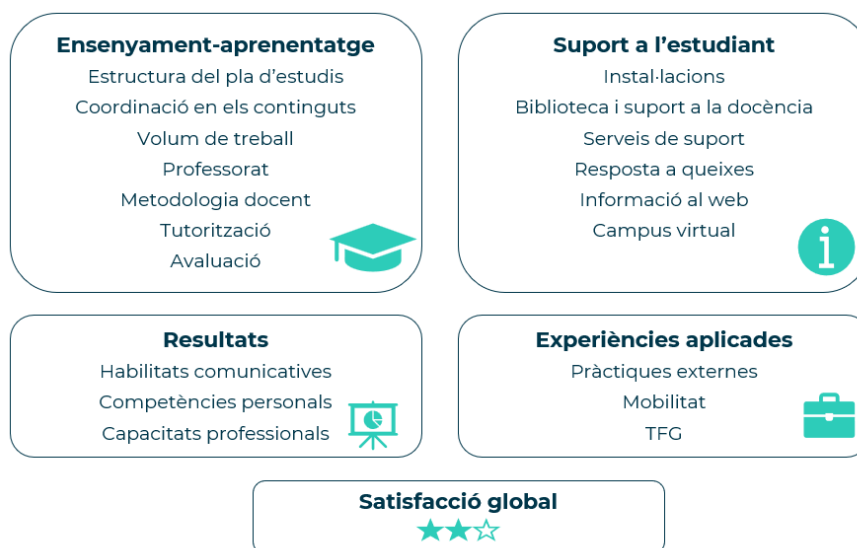 Ensenyament-aprenentatge
Estructura del pla d'estudis
Coordinació en els continguts
Volum de treball
Professorat
Metodologia docent
Tutorització
Avaluació
Suport a l'estudiant
Instal·lacions
Biblioteca i suport a la docència
Serveis de suport
Resposta a queixes
Informació al web
Campus virtual
Resultats
Habilitats comunicatives
Competències personals
Capacitats professionals
Experiències aplicades
Pràctiques externes
Mobilitat
TFG
Satisfacció global